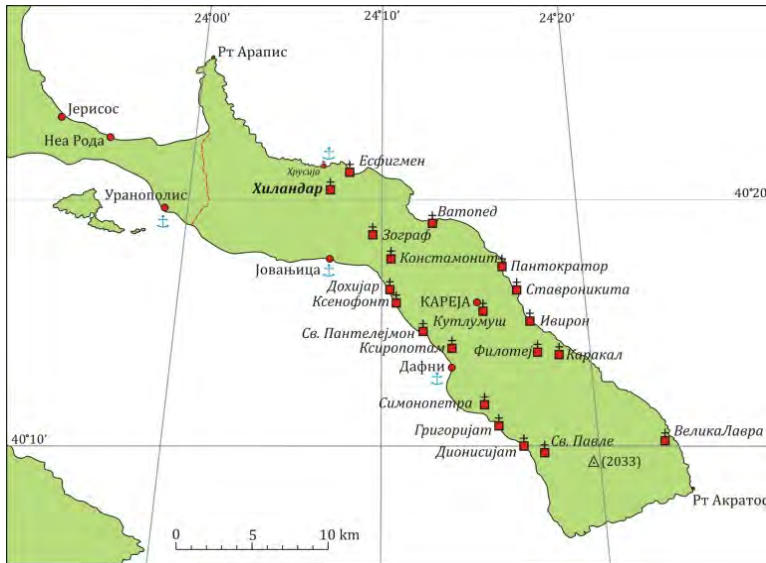 24°00'
24°10'
24°20'
Рт Арапис
Јерисос
Неа Рода
Хрусија
Есфигмен
Хиландар
40°20'
Уранополис
Ватопед
Зограф
Констамонит
Пантократор
Јовањица
Дохијар
Ставроникита
Ксенофонт
КАРЕЈА
Кутлумуш
Ивирон
Св. Пантелејмон
Ксиропотам
Филотеј
Каракал
Дафни
Симонопетра
Григоријат
ВеликаЛавра
40°10'
Св. Павле
Дионисијат
(2033)
Рт Акратос
0 5 10 km